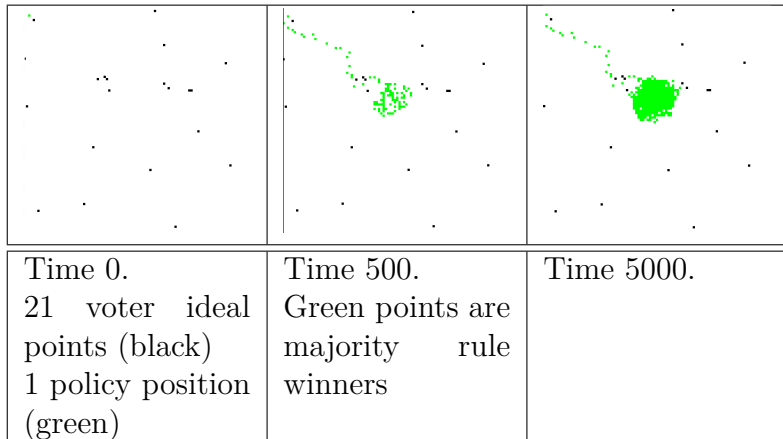 Time 0.
21 voter ideal
points (black)
1 policy position
(green)
Time 500.
Green points are
majority rule
winners
Time 5000.